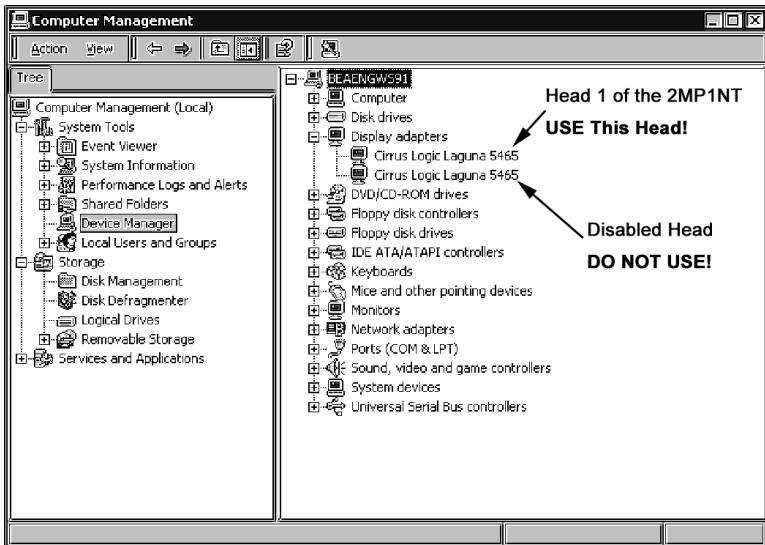 Computer Management
Action View
Tree
Computer Management (Local)
System Tools
Event Viewer
System Information
Performance Logs and Alerts
Shared Folders
Device Manager
Local Users and Groups
Storage
Disk Management
Disk Defragmenter
Logical Drives
Removable Storage
Services and Applications
BEAENGWS91
Computer
Disk drives
Display adapters
Cirrus Logic Laguna 5465
Cirrus Logic Laguna 5465
DVD/CD-ROM drives
Floppy disk controllers
Floppy disk drives
IDE ATA/ATAPI controllers
Keyboards
Mice and other pointing devices
Monitors
Network adapters
Ports (COM & LPT)
Sound, video and game controllers
System devices
Universal Serial Bus controllers
Head 1 of the 2MP1NT
USE This Head!
Disabled Head
DO NOT USE!